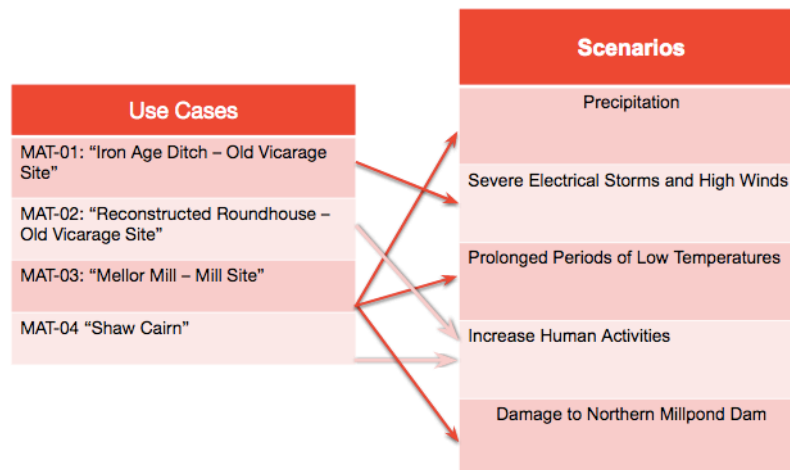 Use Cases
MAT-01: “Iron Age Ditch – Old Vicarage
Site”
MAT-02: “Reconstructed Roundhouse –
Old Vicarage Site”
MAT-03: “Mellor Mill – Mill Site”
MAT-04 “Shaw Cairn”
Scenarios
Precipitation
Severe Electrical Storms and High Winds
Prolonged Periods of Low Temperatures
Increase Human Activities
Damage to Northern Millpond Dam